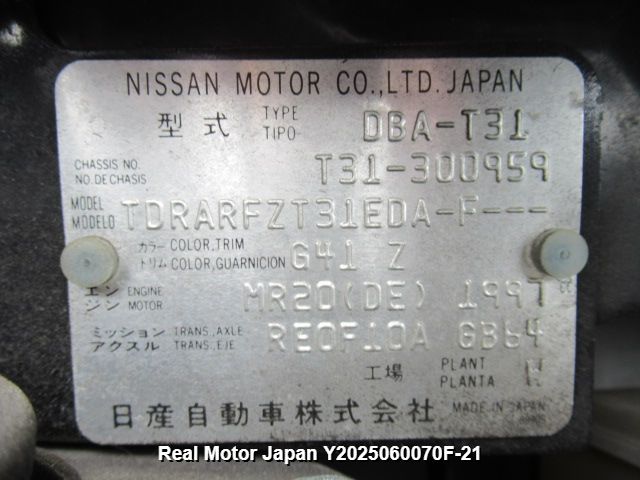 NISSAN MOTOR CO.,LTD. JAPAN
型式 TYPE TIPO DBA-T31
CHASSIS NO. NO.DE CHASIS T31-300959
MODEL MODELO TDRARFZT31EDA-F---
カラー COLOR,TRIM
トリム COLOR,GUARNICION G41 Z
エンジン ENGINE MOTOR MR20(DE) 1997 cc
ミッション TRANS.,AXLE
アクスル TRANS.,EJE RE0F10A GB64
工場 PLANT PLANTA
日産自動車株式会社 MADE IN JAPAN
Real Motor Japan Y2025060070F-21